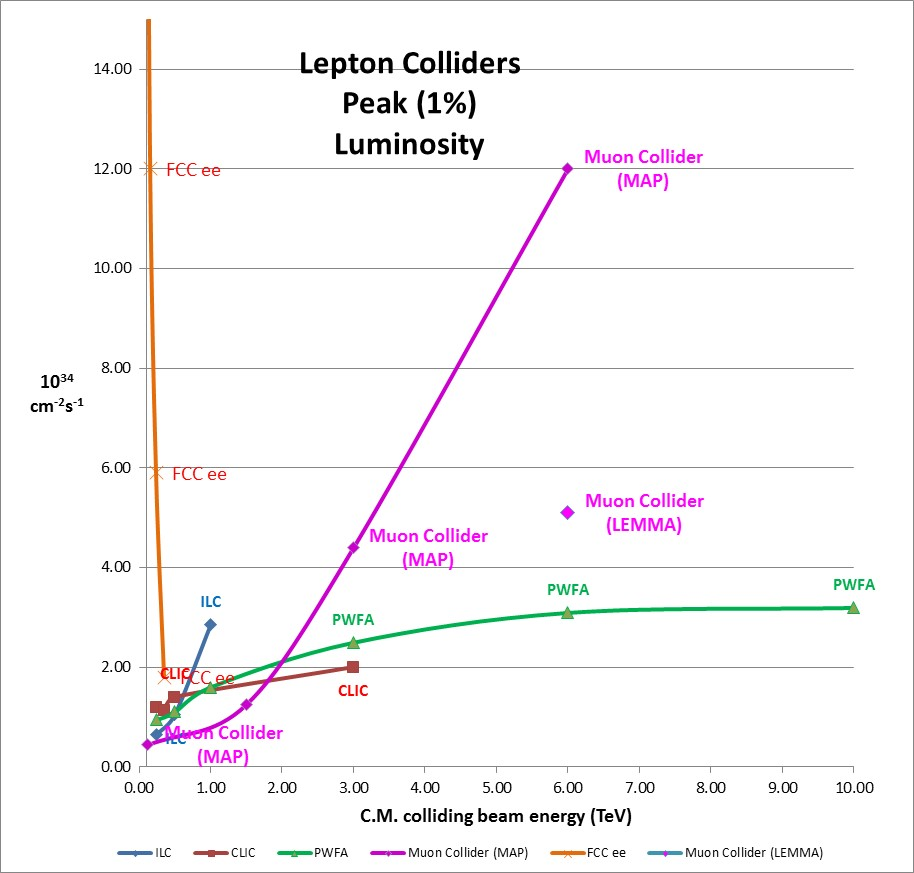 Lepton Colliders
Peak (1%)
Luminosity
14.00
12.00
10.00
8.00
6.00
4.00
2.00
0.00
10³⁴
cm⁻²s⁻¹
FCC ee
Muon Collider
(MAP)
FCC ee
Muon Collider
(LEMMA)
Muon Collider
(MAP)
ILC
PWFA
PWFA
PWFA
CLIC
FCC ee
CLIC
ILC
Muon Collider
(MAP)
0.00 1.00 2.00 3.00 4.00 5.00 6.00 7.00 8.00 9.00 10.00
C.M. colliding beam energy (TeV)
ILC CLIC PWFA Muon Collider (MAP) FCC ee Muon Collider (LEMMA)